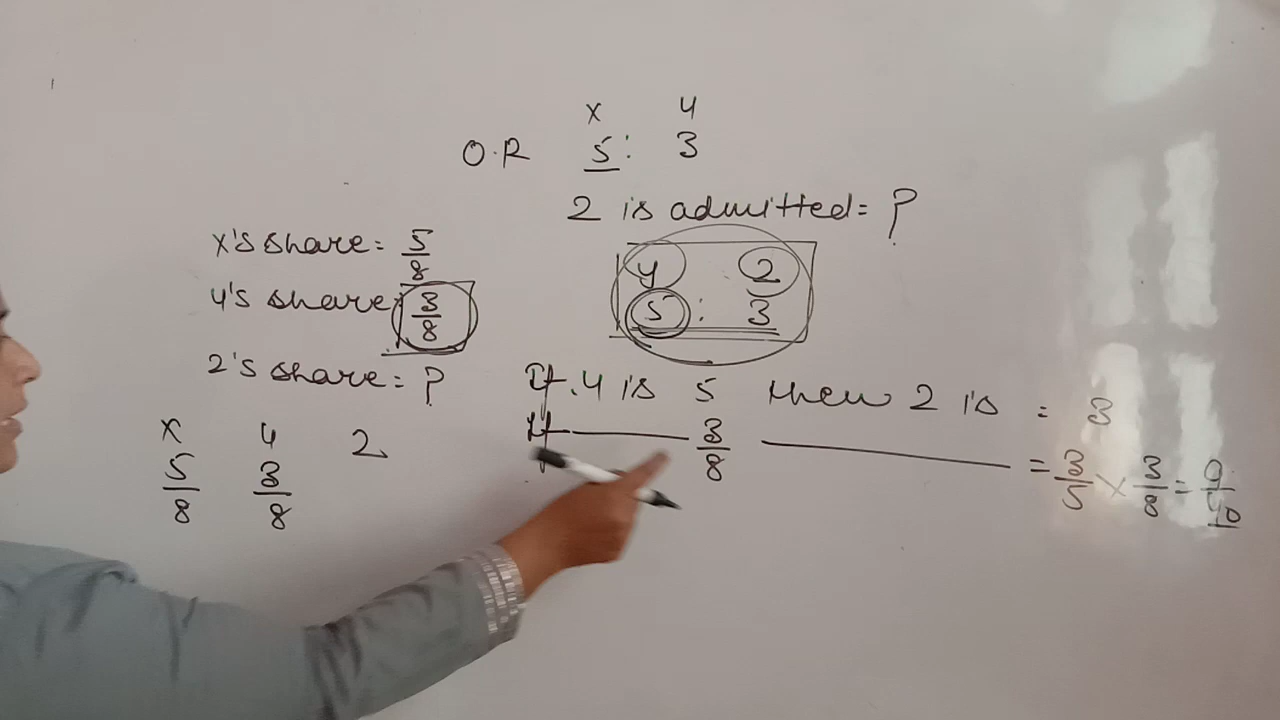 X Y
O.R 5 : 3
Z is admitted = ?
X's share = 5/8
Y's share 3/8
Z's share = ?
Y Z
5 : 3
X Y Z
5/8 3/8
If Y is 5 then Z is = 3
If —— 3/8 —— = 3/5 × 3/8 = 9/40